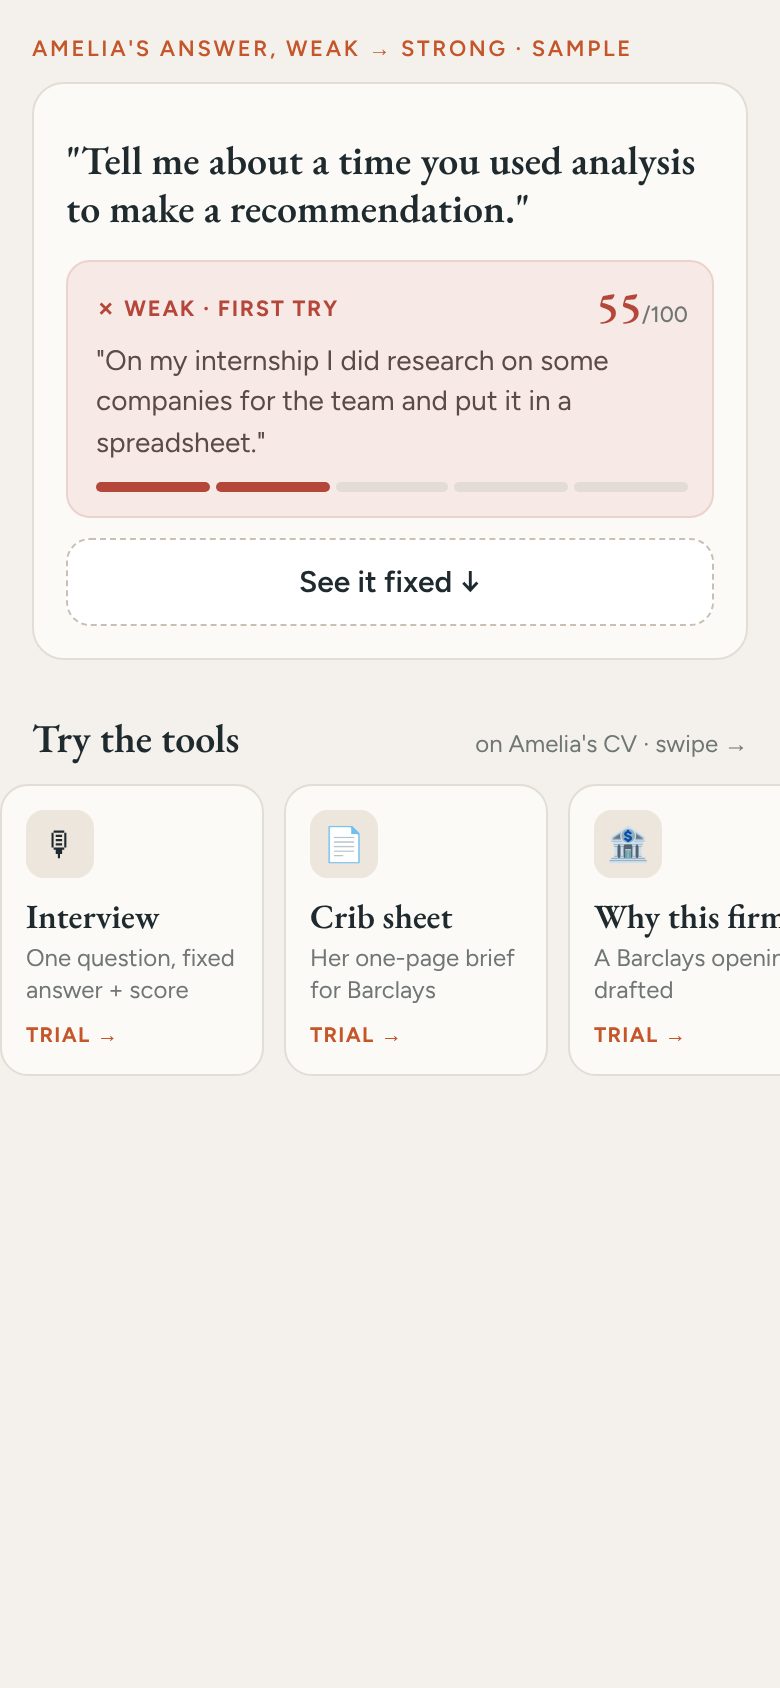 AMELIA'S ANSWER, WEAK → STRONG · SAMPLE
"Tell me about a time you used analysis
to make a recommendation."
× WEAK · FIRST TRY 55/100
"On my internship I did research on some
companies for the team and put it in a
spreadsheet."
See it fixed ↓
Try the tools on Amelia's CV · swipe →
Interview
One question, fixed
answer + score
TRIAL →
Crib sheet
Her one-page brief
for Barclays
TRIAL →
Why this firm
A Barclays openin
drafted
TRIAL →